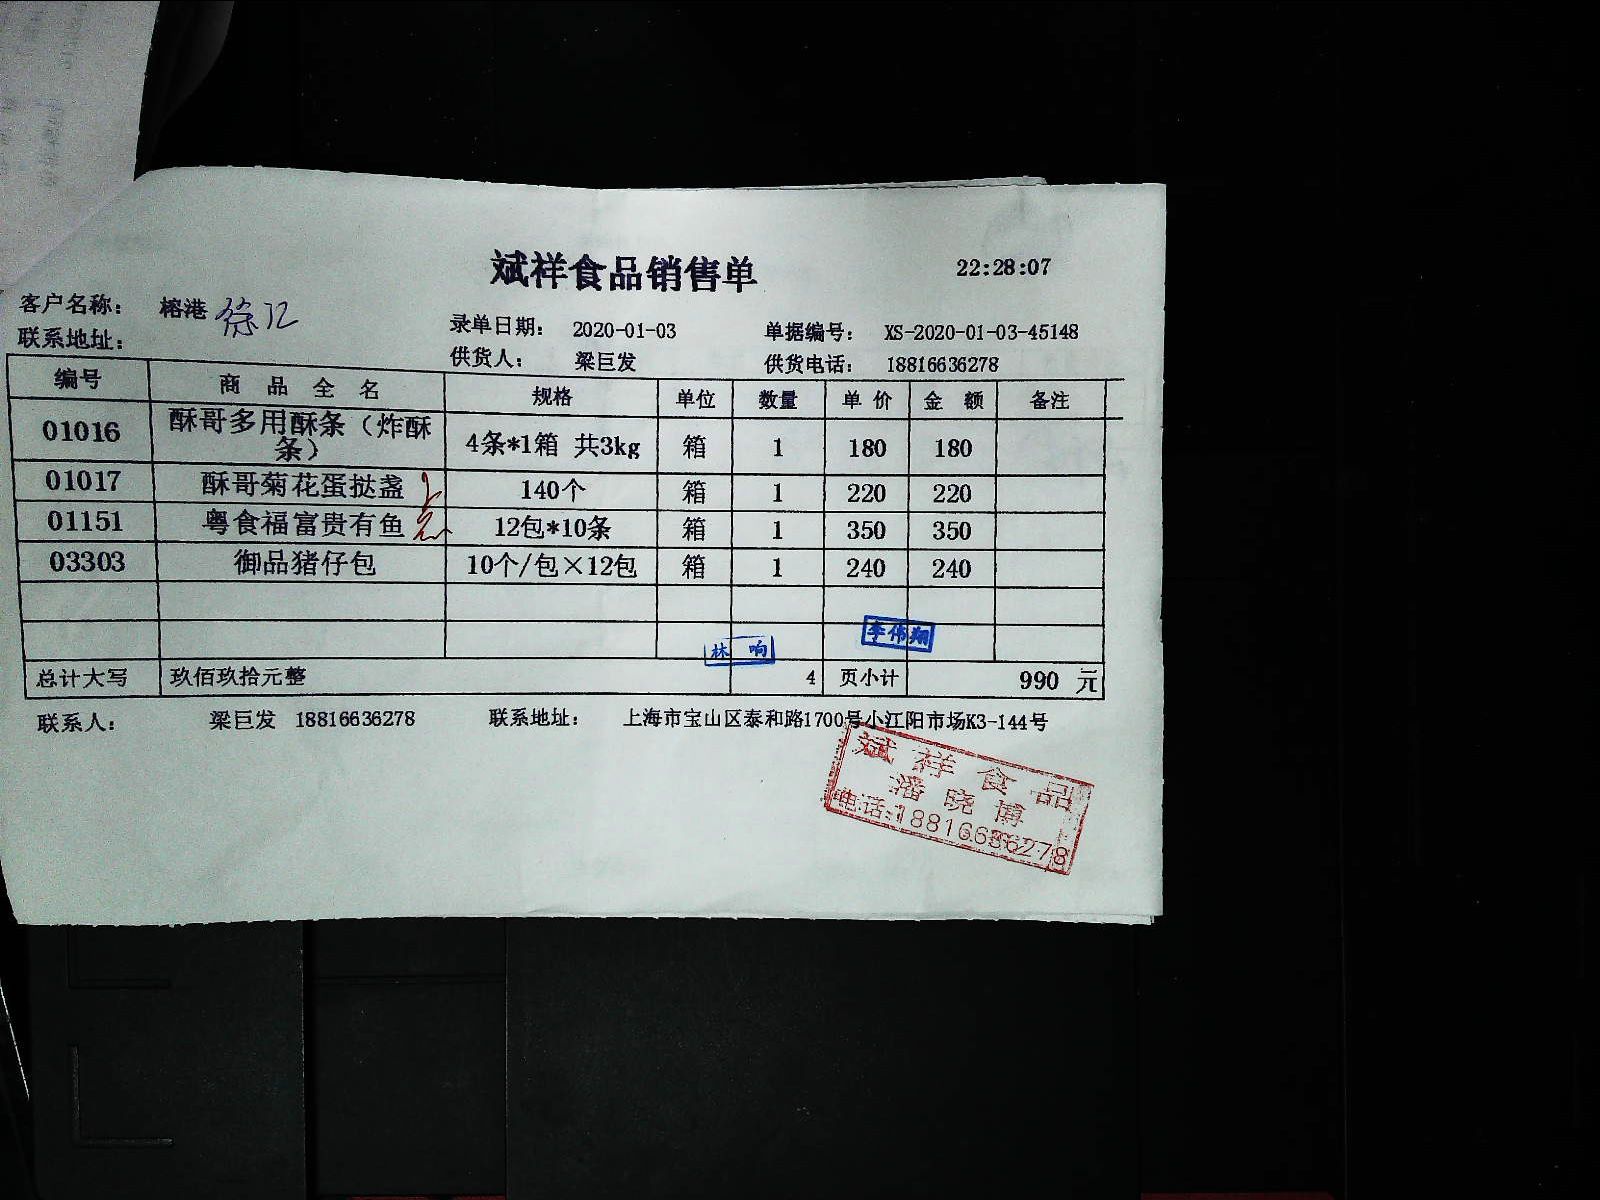 斌祥食品销售单
22:28:07
客户名称： 榕港 徐汇
联系地址：
录单日期： 2020-01-03 单据编号： XS-2020-01-03-45148
供货人： 梁巨发 供货电话： 18816636278
编号 商品全名 规格 单位 数量 单价 金额 备注
01016 酥哥多用酥条（炸酥条） 4条*1箱 共3kg 箱 1 180 180
01017 酥哥菊花蛋挞盏 140个 箱 1 220 220
01151 粤食福富贵有鱼 12包*10条 箱 1 350 350
03303 御品猪仔包 10个/包×12包 箱 1 240 240
林响
李伟翔
总计大写 玖佰玖拾元整 4 页小计 990 元
联系人： 梁巨发 18816636278 联系地址： 上海市宝山区泰和路1700号小江阳市场K3-144号
斌祥食品
潘晓博
电话:18816636278